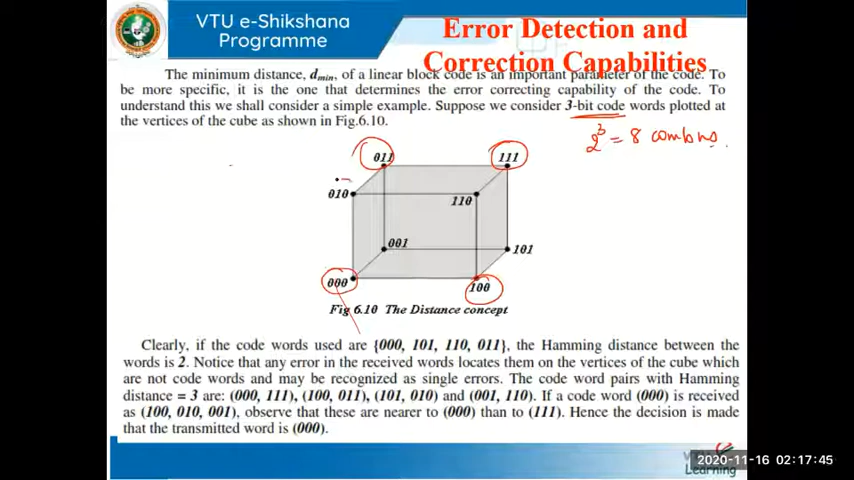 VTU e-Shikshana
Programme
Error Detection and
Correction Capabilities
The minimum distance, dmin, of a linear block code is an important parameter of the code. To
be more specific, it is the one that determines the error correcting capability of the code. To
understand this we shall consider a simple example. Suppose we consider 3-bit code words plotted at
the vertices of the cube as shown in Fig.6.10.
2³ = 8 combns.
011
111
010
110
001
101
000
100
Fig 6.10 The Distance concept
Clearly, if the code words used are {000, 101, 110, 011}, the Hamming distance between the
words is 2. Notice that any error in the received words locates them on the vertices of the cube which
are not code words and may be recognized as single errors. The code word pairs with Hamming
distance = 3 are: (000, 111), (100, 011), (101, 010) and (001, 110). If a code word (000) is received
as (100, 010, 001), observe that these are nearer to (000) than to (111). Hence the decision is made
that the transmitted word is (000).
2020-11-16 02:17:45
Learning